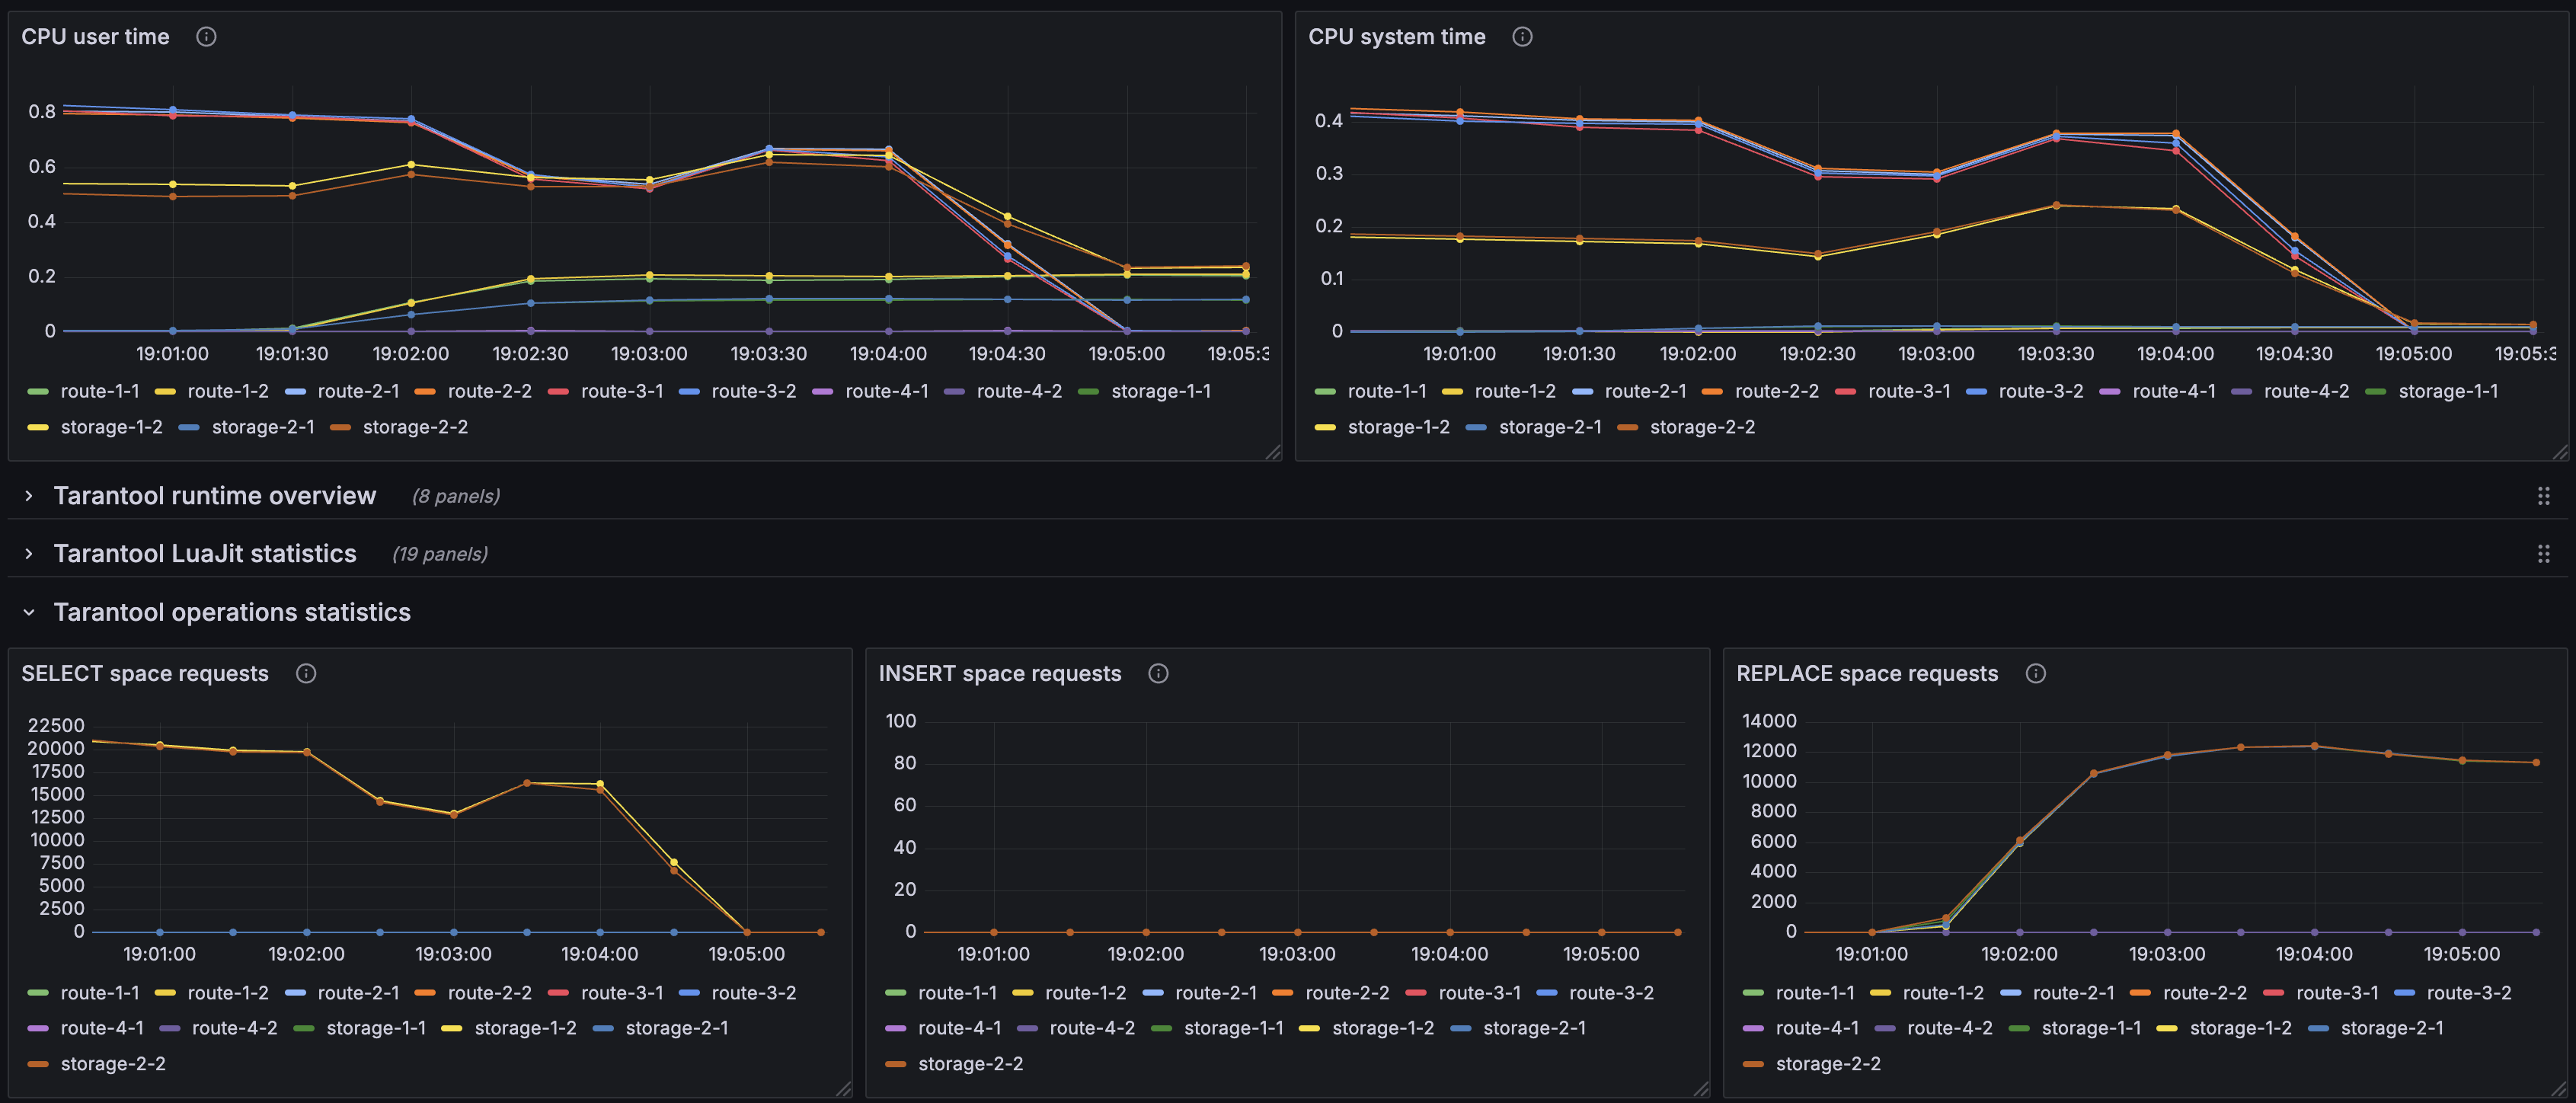 CPU user time
0.8
0.6
0.4
0.2
0
19:01:00 19:01:30 19:02:00 19:02:30 19:03:00 19:03:30 19:04:00 19:04:30 19:05:00 19:05:3
route-1-1 route-1-2 route-2-1 route-2-2 route-3-1 route-3-2 route-4-1 route-4-2 storage-1-1
storage-1-2 storage-2-1 storage-2-2
CPU system time
0.4
0.3
0.2
0.1
0
19:01:00 19:01:30 19:02:00 19:02:30 19:03:00 19:03:30 19:04:00 19:04:30 19:05:00 19:05:3
route-1-1 route-1-2 route-2-1 route-2-2 route-3-1 route-3-2 route-4-1 route-4-2 storage-1-1
storage-1-2 storage-2-1 storage-2-2
Tarantool runtime overview (8 panels)
Tarantool LuaJit statistics (19 panels)
Tarantool operations statistics
SELECT space requests
22500
20000
17500
15000
12500
10000
7500
5000
2500
0
19:01:00 19:02:00 19:03:00 19:04:00 19:05:00
route-1-1 route-1-2 route-2-1 route-2-2 route-3-1 route-3-2
route-4-1 route-4-2 storage-1-1 storage-1-2 storage-2-1
storage-2-2
INSERT space requests
100
80
60
40
20
0
19:01:00 19:02:00 19:03:00 19:04:00 19:05:00
route-1-1 route-1-2 route-2-1 route-2-2 route-3-1 route-3-2
route-4-1 route-4-2 storage-1-1 storage-1-2 storage-2-1
storage-2-2
REPLACE space requests
14000
12000
10000
8000
6000
4000
2000
0
19:01:00 19:02:00 19:03:00 19:04:00 19:05:00
route-1-1 route-1-2 route-2-1 route-2-2 route-3-1 route-3-2
route-4-1 route-4-2 storage-1-1 storage-1-2 storage-2-1
storage-2-2